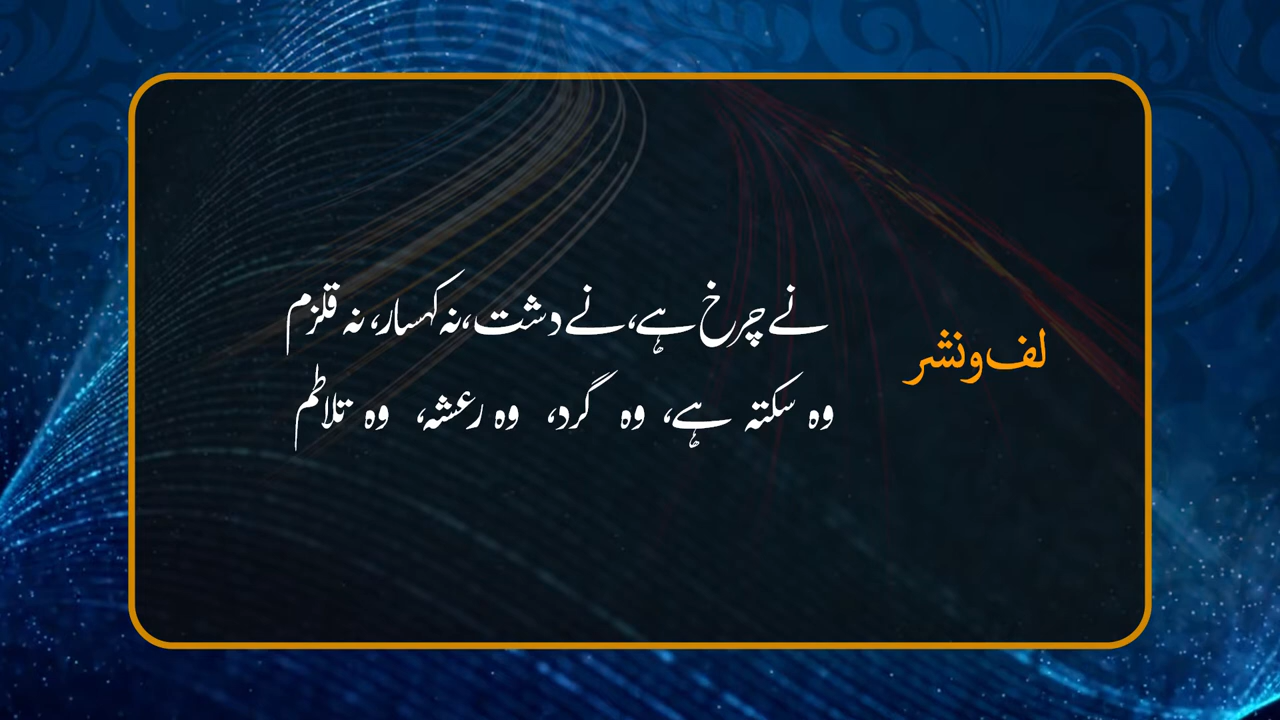 لف و نشر
نے چرخ ہے، نے دشت، نہ کہسار، نہ قلزم
وہ سکتہ ہے، وہ گرد، وہ رعشہ، وہ تلاطم